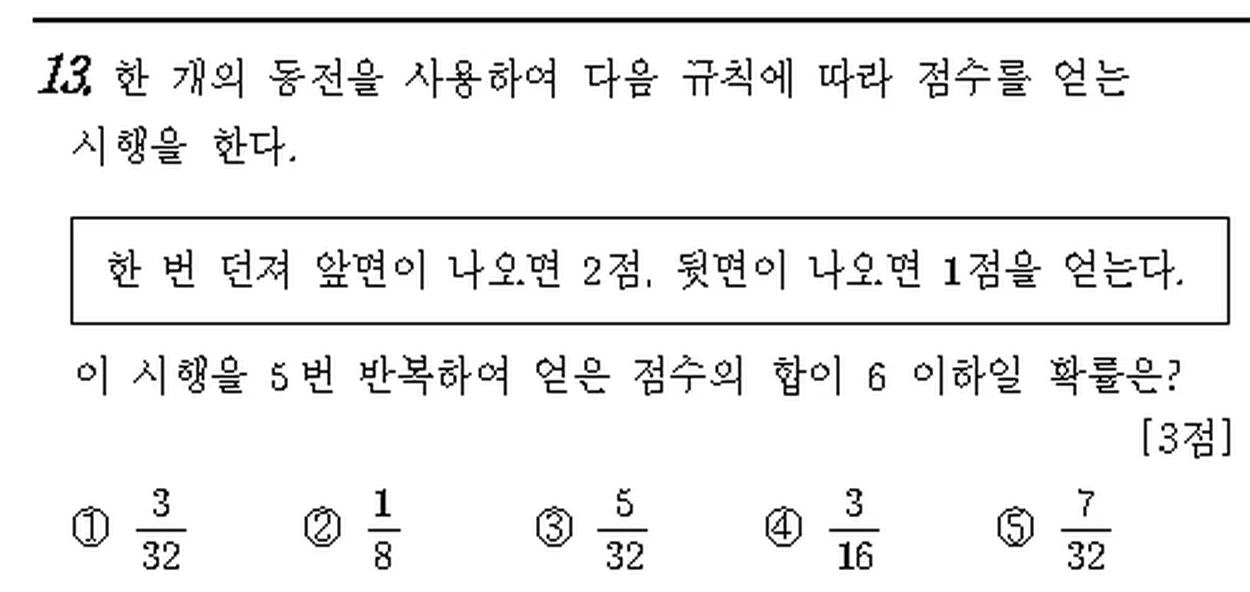 13. 한 개의 동전을 사용하여 다음 규칙에 따라 점수를 얻는
시행을 한다.
한 번 던져 앞면이 나오면 2점, 뒷면이 나오면 1점을 얻는다.
이 시행을 5번 반복하여 얻은 점수의 합이 6 이하일 확률은?
[3점]
① 3/32 ② 1/8 ③ 5/32 ④ 3/16 ⑤ 7/32